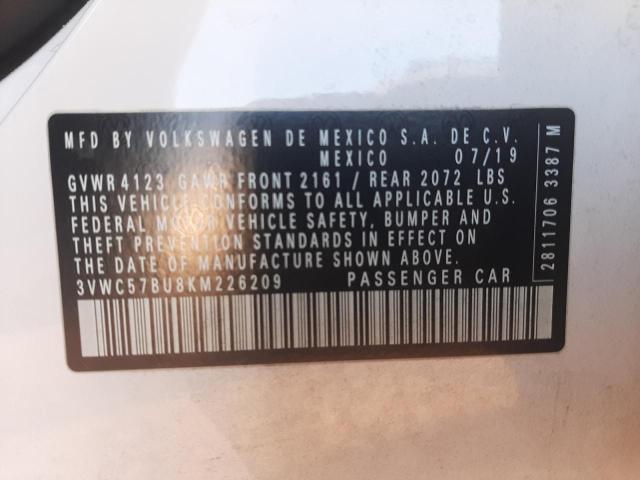 MFD BY VOLKSWAGEN DE MEXICO S.A. DE C.V.
MEXICO 07/19
GVWR 4123 GAWR FRONT 2161 / REAR 2072 LBS
THIS VEHICLE CONFORMS TO ALL APPLICABLE U.S.
FEDERAL MOTOR VEHICLE SAFETY, BUMPER AND
THEFT PREVENTION STANDARDS IN EFFECT ON
THE DATE OF MANUFACTURE SHOWN ABOVE.
3VWC57BU8KM226209 PASSENGER CAR
2811706 3387 M